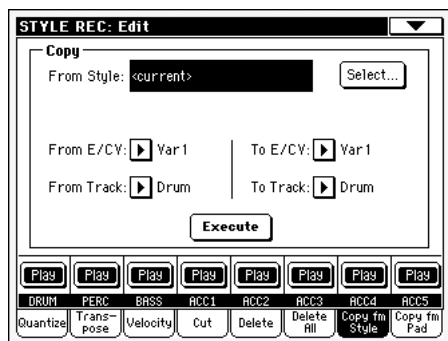 STYLE REC: Edit
Copy
From Style: <current> Select...
From E/CV: Var1 To E/CV: Var1
From Track: Drum To Track: Drum
Execute
Play Play Play Play Play Play Play Play
DRUM PERC BASS ACC1 ACC2 ACC3 ACC4 ACC5
Quantize Trans-pose Velocity Cut Delete Delete All Copy fm Style Copy fm Pad